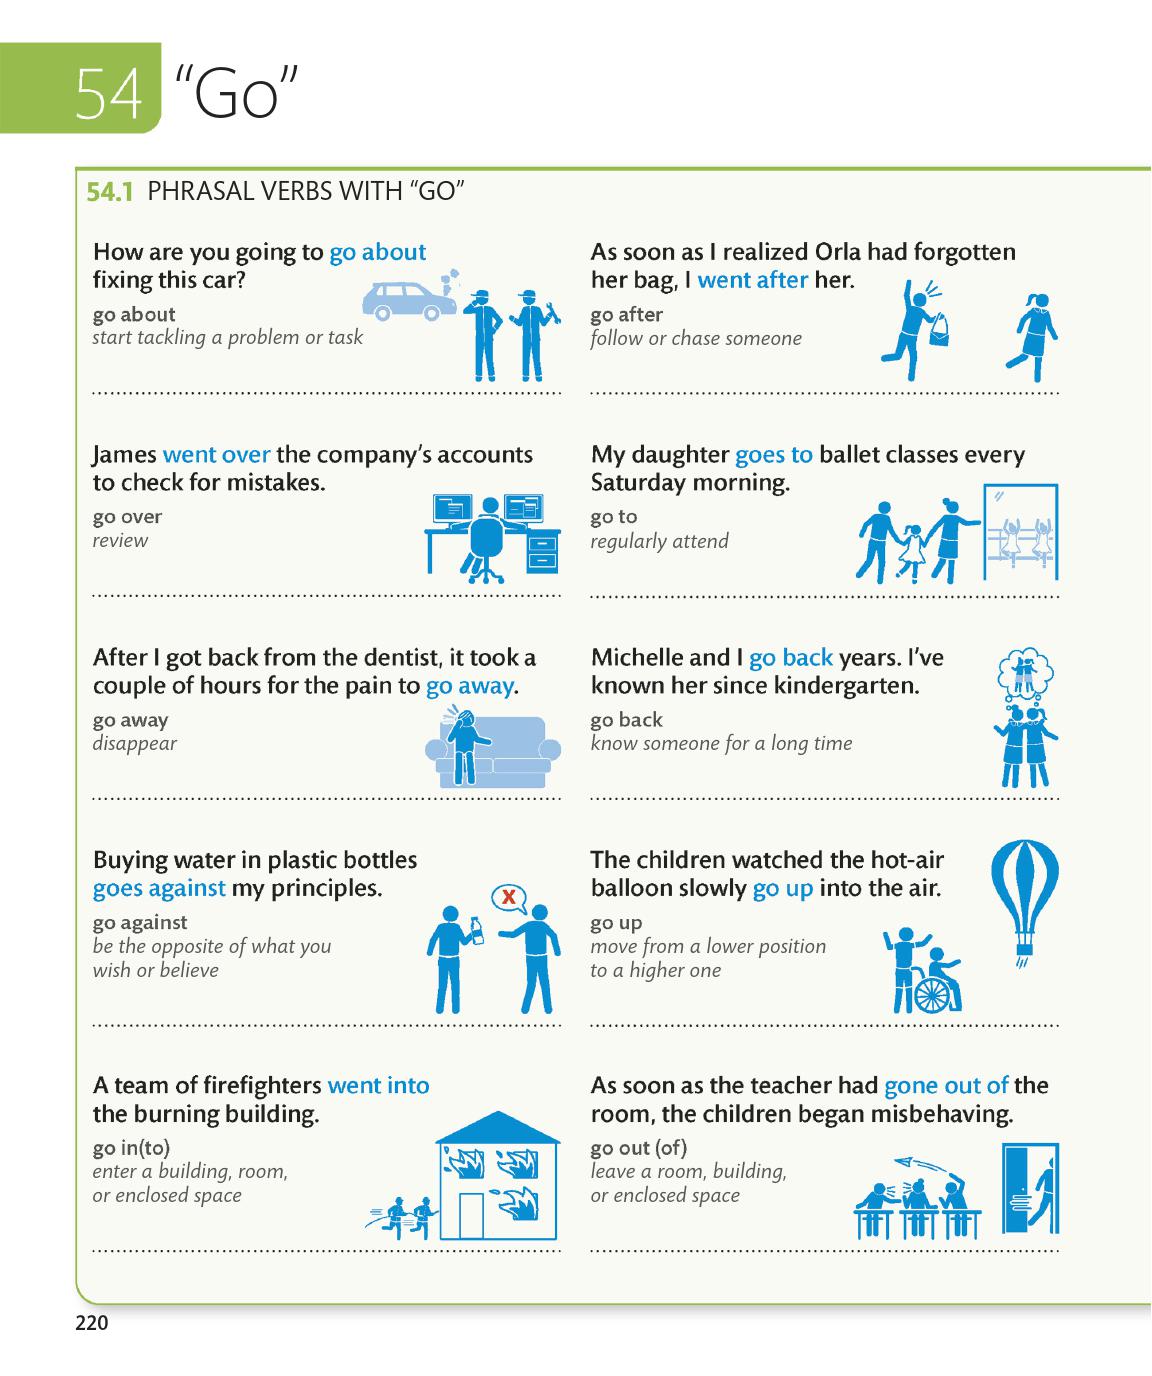 54 “Go”
54.1 PHRASAL VERBS WITH “GO”
How are you going to go about
fixing this car?
go about
start tackling a problem or task
As soon as I realized Orla had forgotten
her bag, I went after her.
go after
follow or chase someone
James went over the company’s accounts
to check for mistakes.
go over
review
My daughter goes to ballet classes every
Saturday morning.
go to
regularly attend
After I got back from the dentist, it took a
couple of hours for the pain to go away.
go away
disappear
Michelle and I go back years. I’ve
known her since kindergarten.
go back
know someone for a long time
Buying water in plastic bottles
goes against my principles.
go against
be the opposite of what you
wish or believe
X
The children watched the hot-air
balloon slowly go up into the air.
go up
move from a lower position
to a higher one
A team of firefighters went into
the burning building.
go in(to)
enter a building, room,
or enclosed space
As soon as the teacher had gone out of the
room, the children began misbehaving.
go out (of)
leave a room, building,
or enclosed space
220